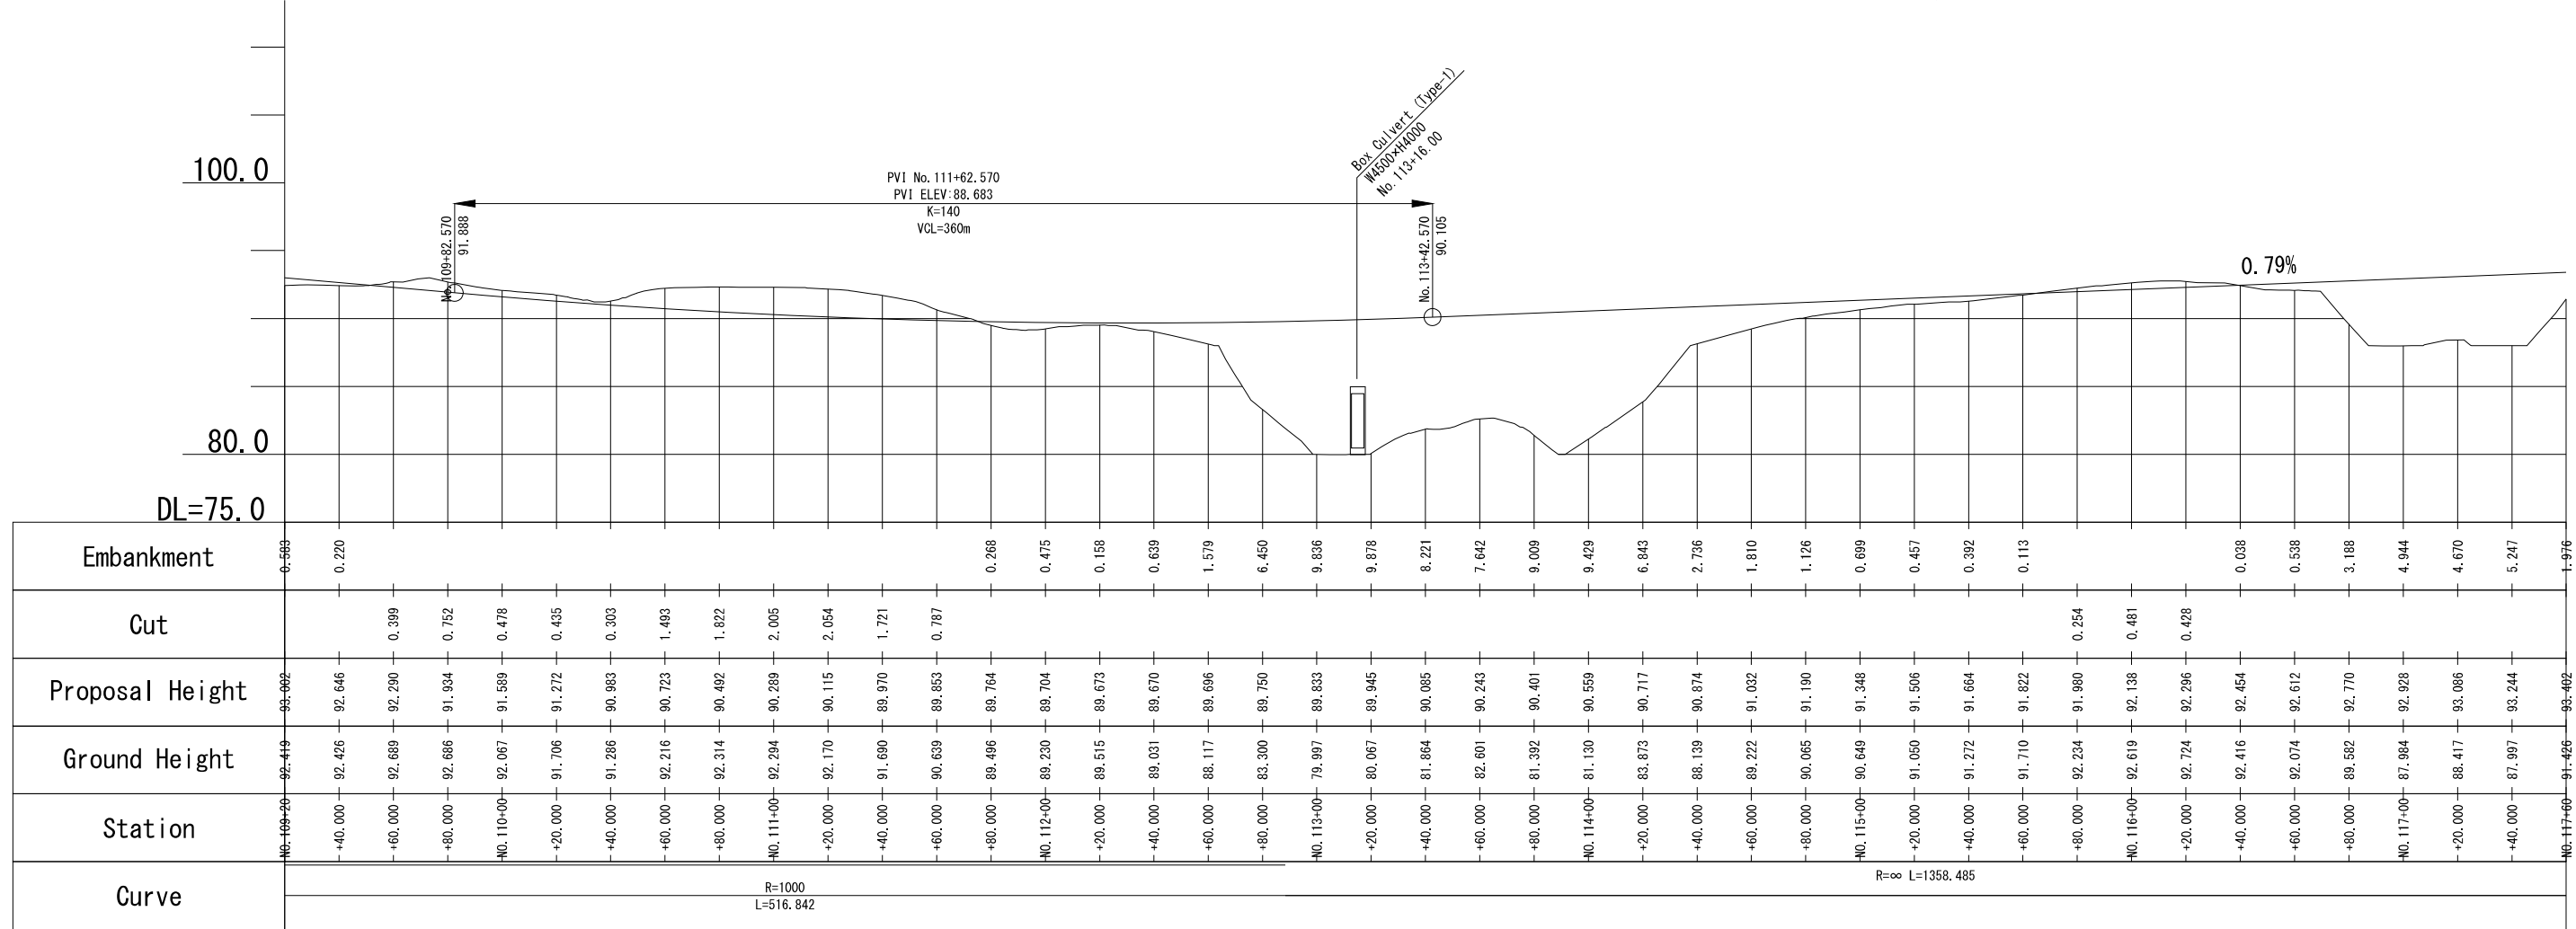 100.0
80.0
DL=75.0
PVI No.111+62.570
PVI ELEV:88.683
K=140
VCL=360m
No.109+82.570
91.888
No.113+42.570
90.105
Box Culvert (Type-1)
W4500×H4000
No.113+16.00
0.79%
Embankment
0.583 0.220 0.268 0.475 0.158 0.639 1.579 6.450 9.836 9.878 8.221 7.642 9.009 9.429 6.843 2.736 1.810 1.126 0.699 0.457 0.392 0.113 0.038 0.538 3.188 4.944 4.670 5.247 1.976
Cut
0.399 0.752 0.478 0.435 0.303 1.493 1.822 2.005 2.054 1.721 0.787 0.254 0.481 0.428
Proposal Height
93.002 92.646 92.290 91.934 91.589 91.272 90.983 90.723 90.492 90.289 90.115 89.970 89.853 89.764 89.704 89.673 89.670 89.696 89.750 89.833 89.945 90.085 90.243 90.401 90.559 90.717 90.874 91.032 91.190 91.348 91.506 91.664 91.822 91.980 92.138 92.296 92.454 92.612 92.770 92.928 93.086 93.244 93.402
Ground Height
92.419 92.426 92.689 92.686 92.067 91.706 91.286 92.216 92.314 92.294 92.170 91.690 90.639 89.496 89.230 89.515 89.031 88.117 83.300 79.997 80.067 81.864 82.601 81.392 81.130 83.873 88.139 89.222 90.065 90.649 91.050 91.272 91.710 92.234 92.619 92.724 92.416 92.074 89.582 87.984 88.417 87.997 91.426
Station
NO.109+20 +40.000 +60.000 +80.000 NO.110+00 +20.0000 +40.000 +60.000 +80.000 NO.111+00 +20.000 +40.000 +60.000 +80.000 NO.112+00 +20.000 +40.000 +60.000 +80.000 NO.113+00 +20.000 +40.000 +60.000 +80.000 NO.114+00 +20.000 +40.000 +60.000 +80.000 NO.115+00 +20.000 +40.000 +60.000 +80.000 NO.116+00 +20.000 +40.000 +60.000 +80.000 NO.117+00 +20.000 +40.000 NO.117+60
Curve
R=1000
L=516.842
R=∞ L=1358.485